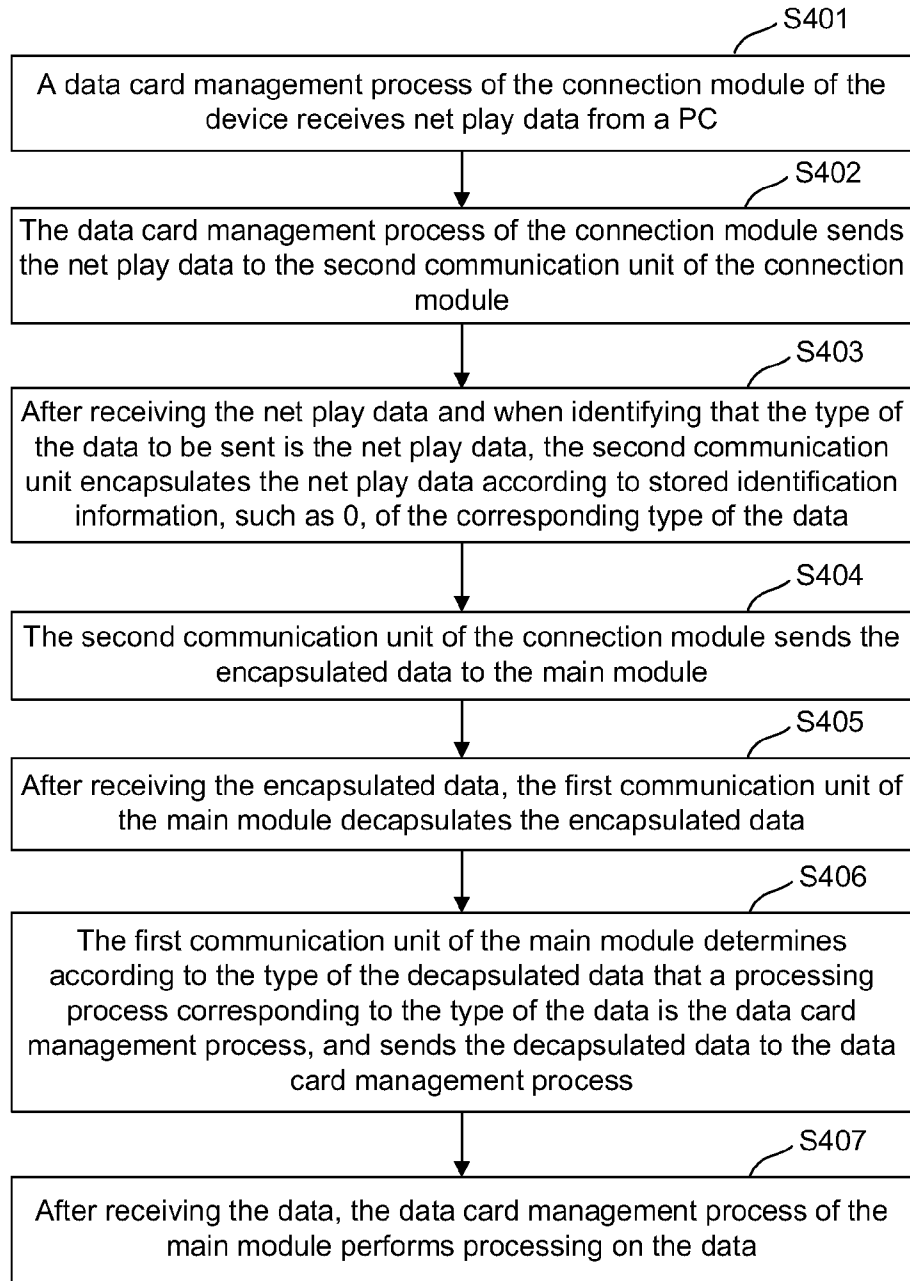 S401
A data card management process of the connection module of the
device receives net play data from a PC
S402
The data card management process of the connection module sends
the net play data to the second communication unit of the connection
module
S403
After receiving the net play data and when identifying that the type of
the data to be sent is the net play data, the second communication
unit encapsulates the net play data according to stored identification
information, such as 0, of the corresponding type of the data
S404
The second communication unit of the connection module sends the
encapsulated data to the main module
S405
After receiving the encapsulated data, the first communication unit of
the main module decapsulates the encapsulated data
S406
The first communication unit of the main module determines
according to the type of the decapsulated data that a processing
process corresponding to the type of the data is the data card
management process, and sends the decapsulated data to the data
card management process
S407
After receiving the data, the data card management process of the
main module performs processing on the data